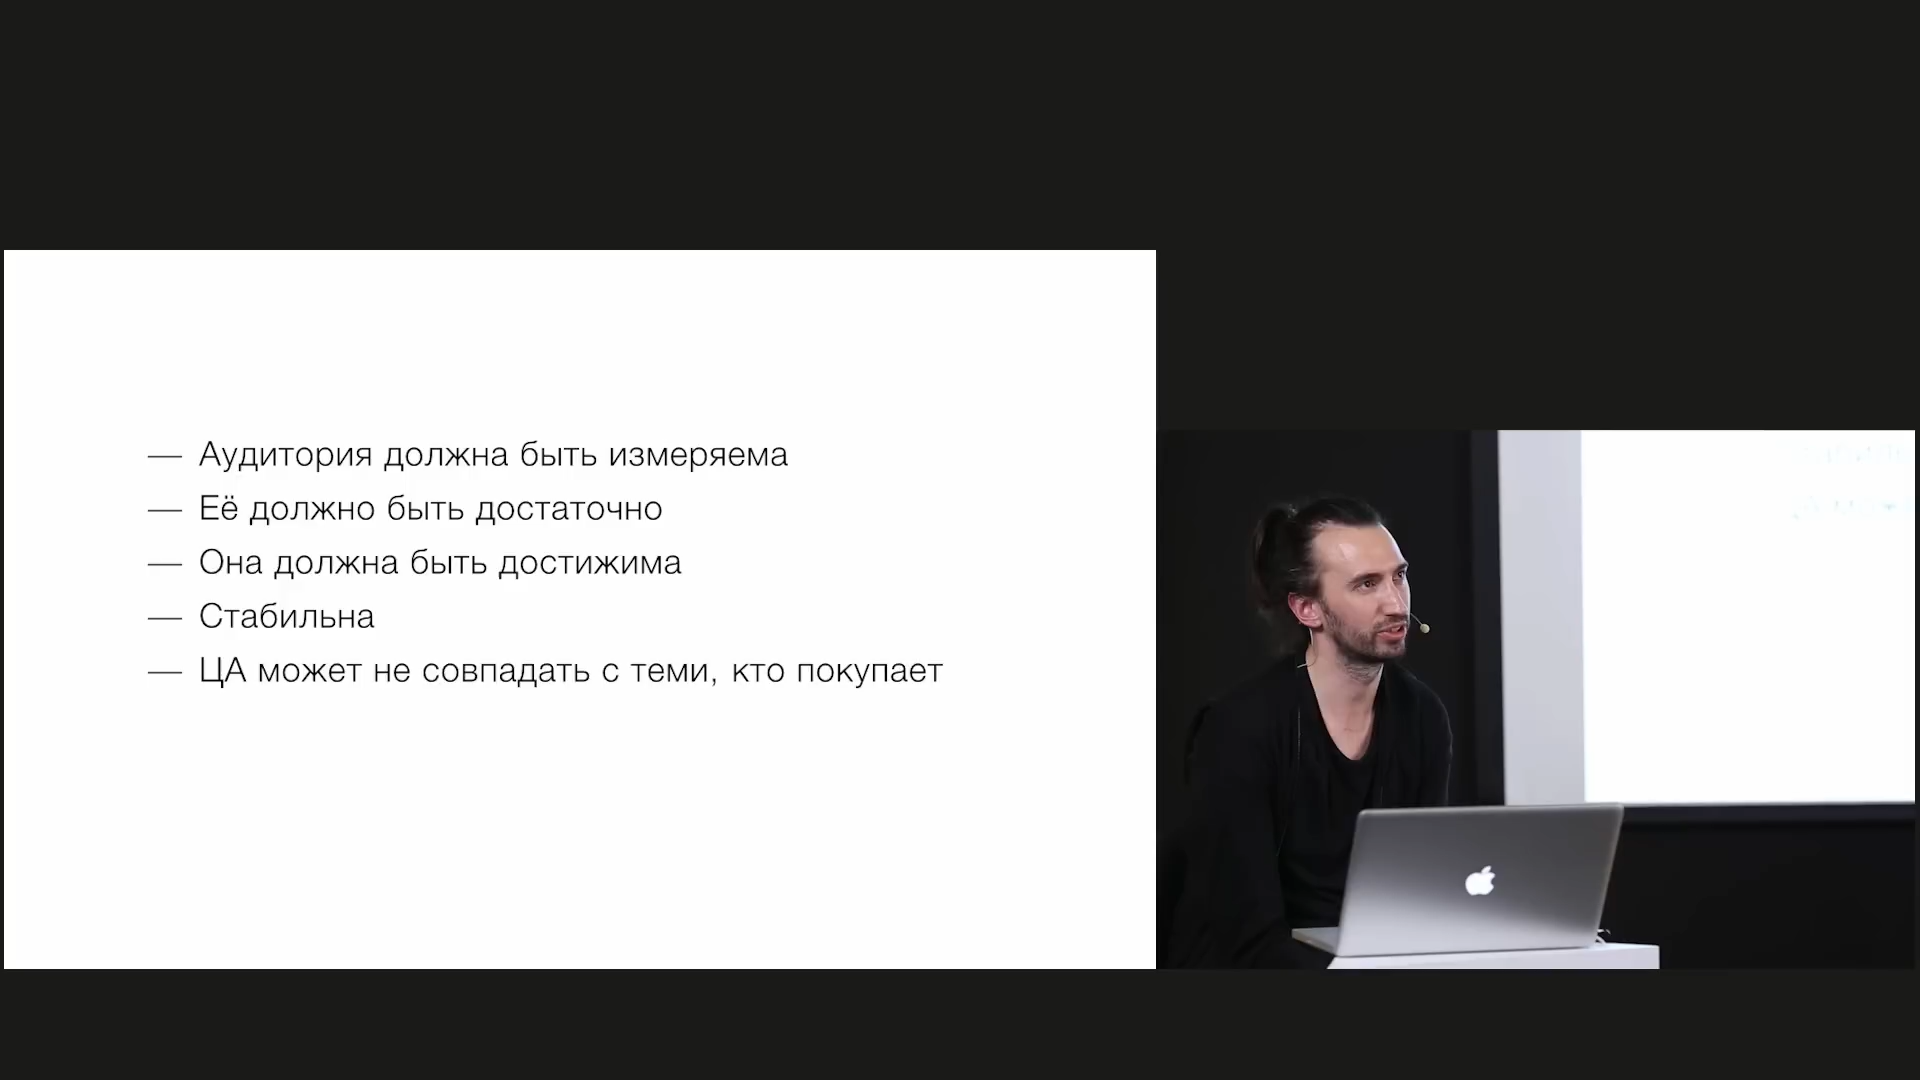 — Аудитория должна быть измеряема
— Её должно быть достаточно
— Она должна быть достижима
— Стабильна
— ЦА может не совпадать с теми, кто покупает